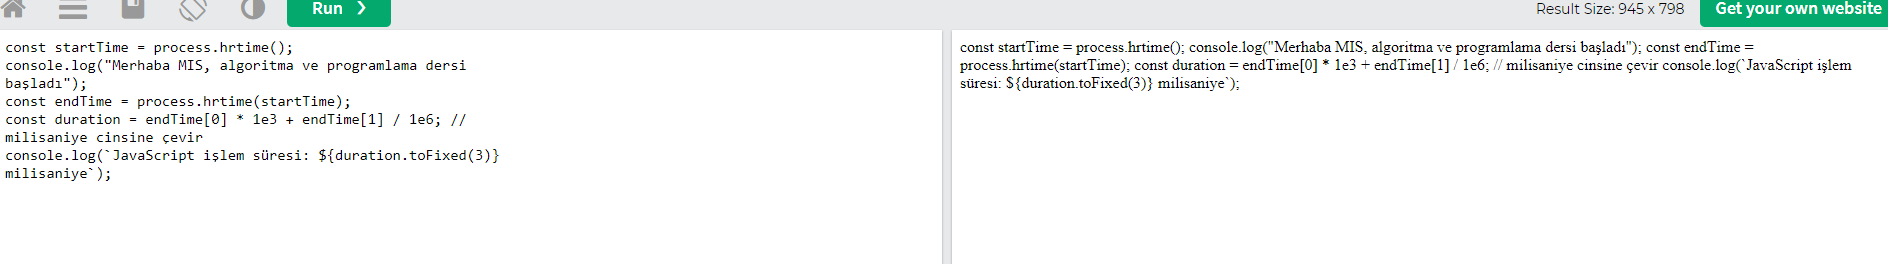 Run ❯
Result Size: 945 x 798
Get your own website
const startTime = process.hrtime();
console.log("Merhaba MIS, algoritma ve programlama dersi
başladı");
const endTime = process.hrtime(startTime);
const duration = endTime[0] * 1e3 + endTime[1] / 1e6; //
milisaniye cinsine çevir
console.log(`JavaScript işlem süresi: ${duration.toFixed(3)}
milisaniye`);
const startTime = process.hrtime(); console.log("Merhaba MIS, algoritma ve programlama dersi başladı"); const endTime =
process.hrtime(startTime); const duration = endTime[0] * 1e3 + endTime[1] / 1e6; // milisaniye cinsine çevir console.log(`JavaScript işlem
süresi: ${duration.toFixed(3)} milisaniye`);